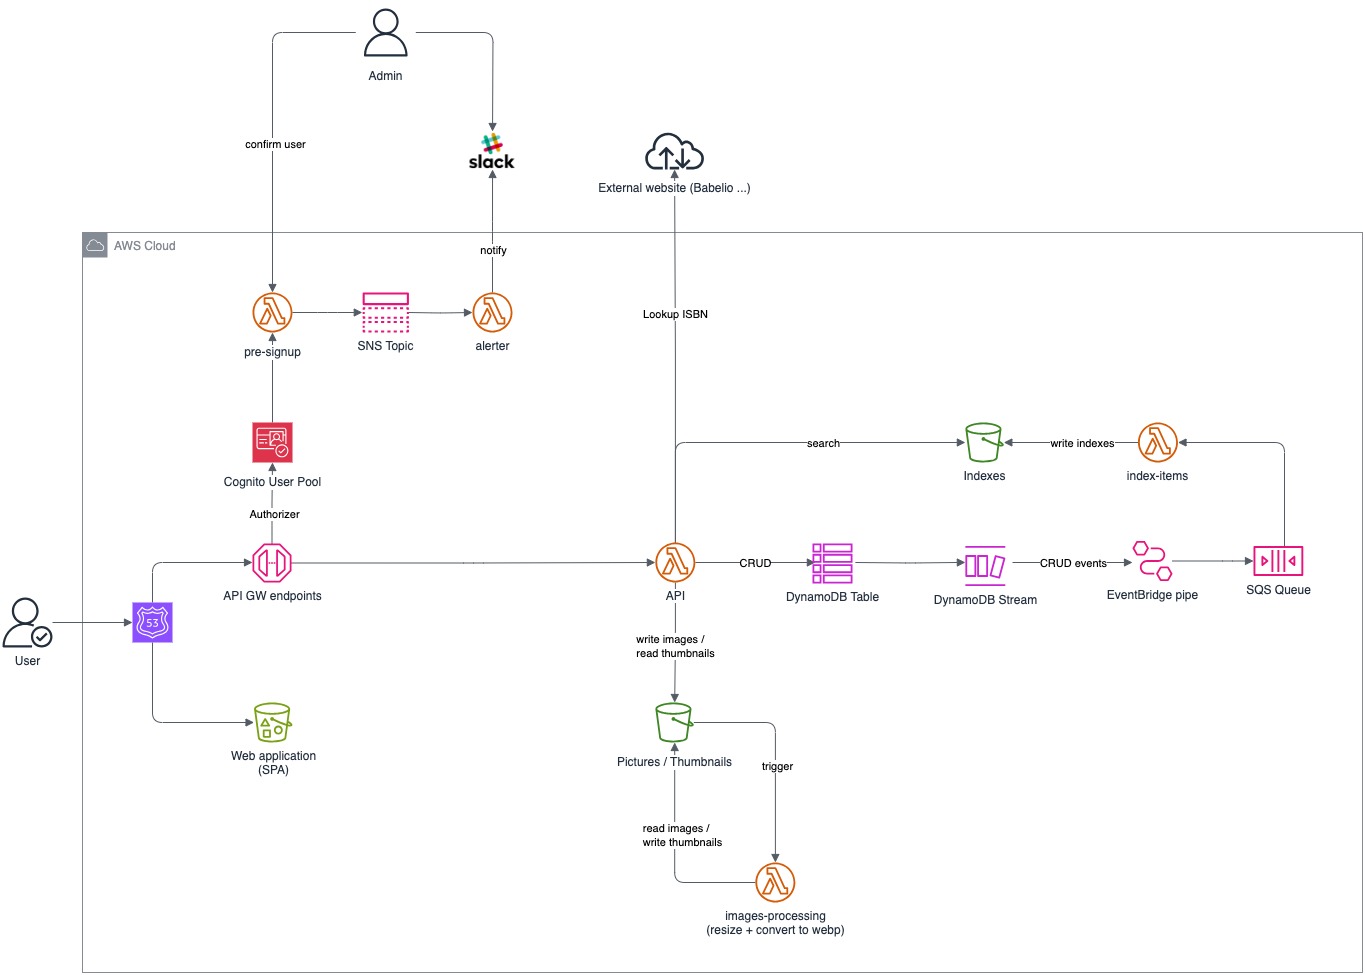 Admin
confirm user
slack
External website (Babelio ...)
AWS Cloud
notify
Lookup ISBN
pre-signup
SNS Topic
alerter
search
write indexes
Cognito User Pool
Indexes
index-items
Authorizer
CRUD
CRUD events
API GW endpoints
API
DynamoDB Table
DynamoDB Stream
EventBridge pipe
SQS Queue
53
User
write images /
read thumbnails
Web application
(SPA)
Pictures / Thumbnails
trigger
read images /
write thumbnails
images-processing
(resize + convert to webp)